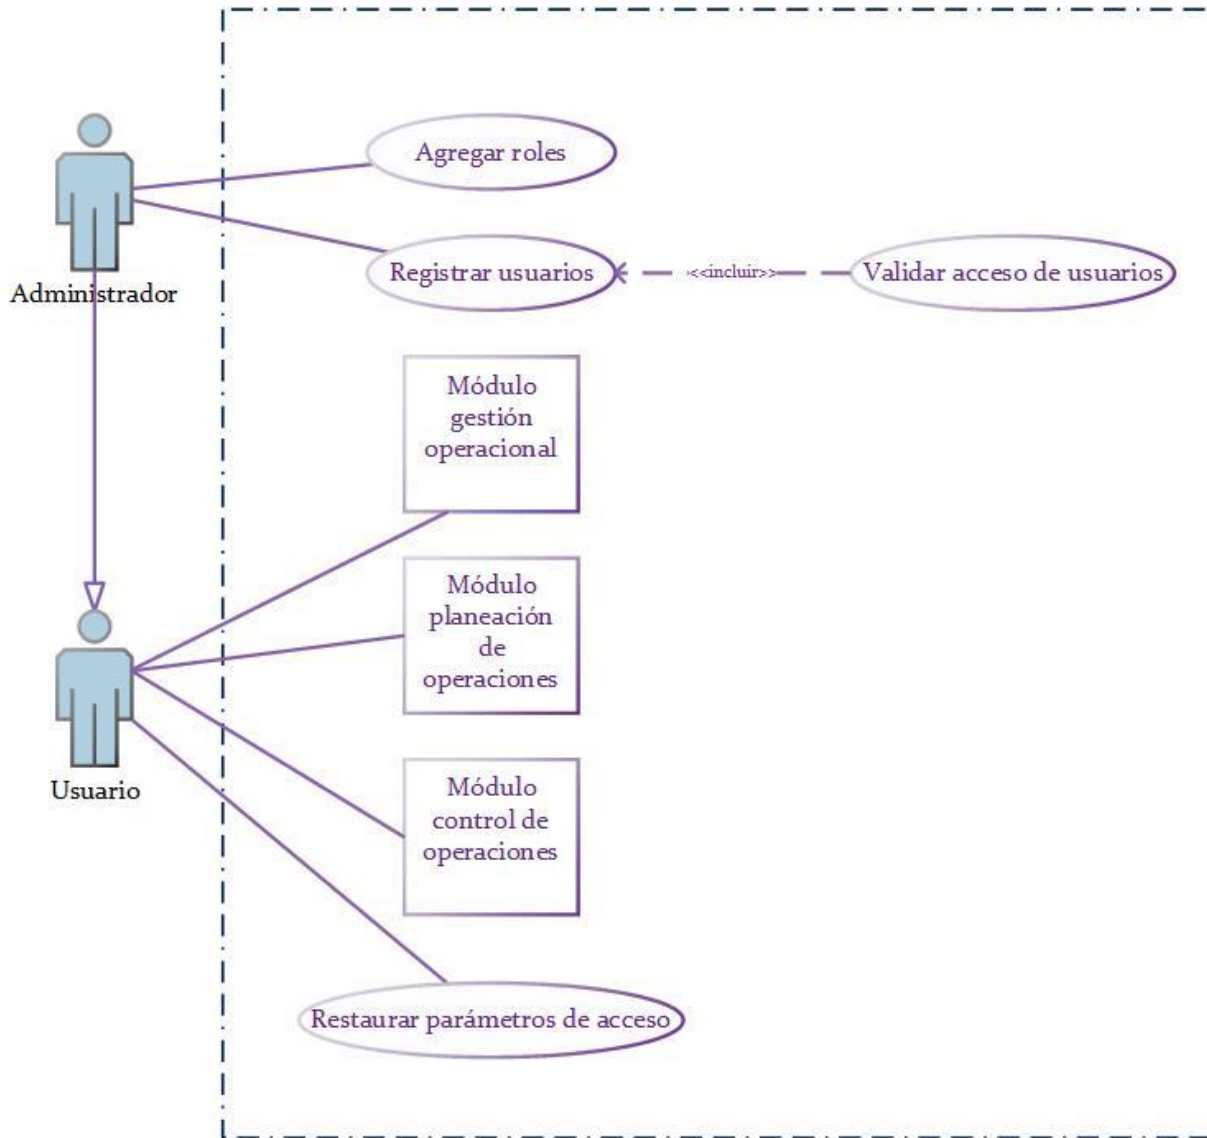 Agregar roles
Administrador
Registrar usuarios
<<incluir>>
Validar acceso de usuarios
Módulo
gestión
operacional
Módulo
planeación
de
operaciones
Usuario
Módulo
control de
operaciones
Restaurar parámetros de acceso